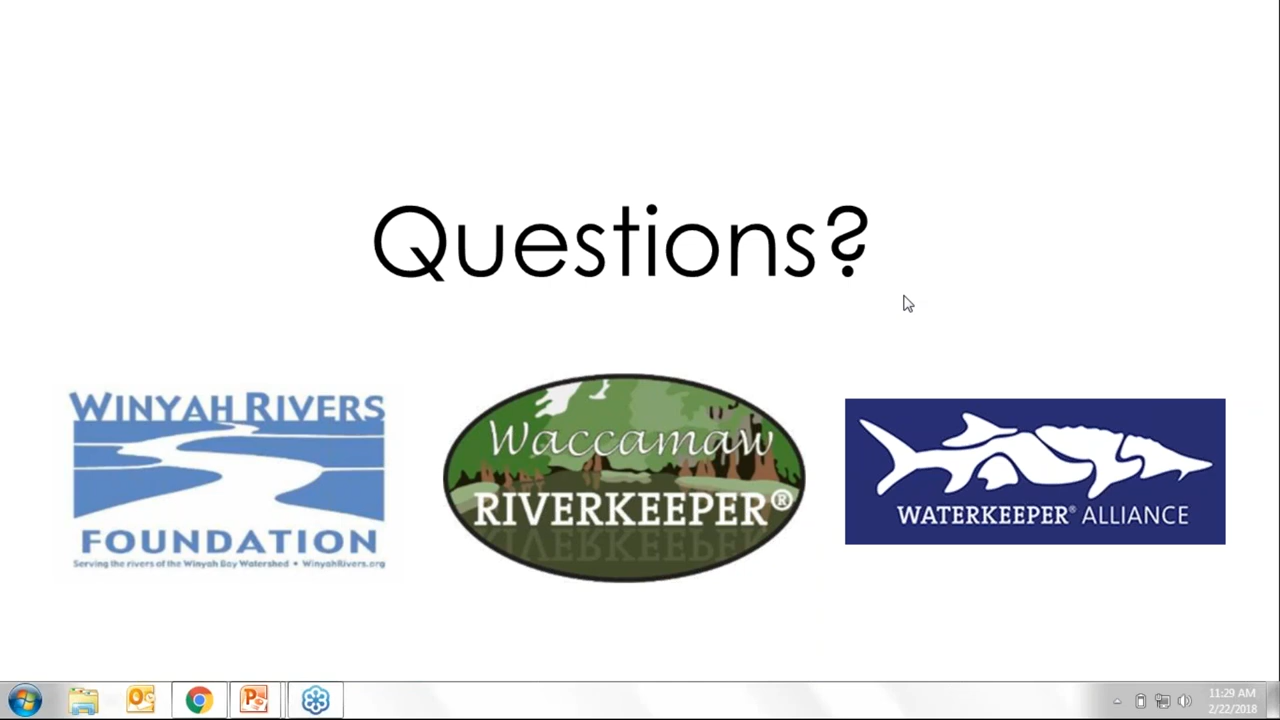 Questions?
WINYAH RIVERS
FOUNDATION
Serving the rivers of the Winyah Bay Watershed • WinyahRivers.org
Waccamaw
RIVERKEEPER®
WATERKEEPER® ALLIANCE
11:29 AM
2/22/2018